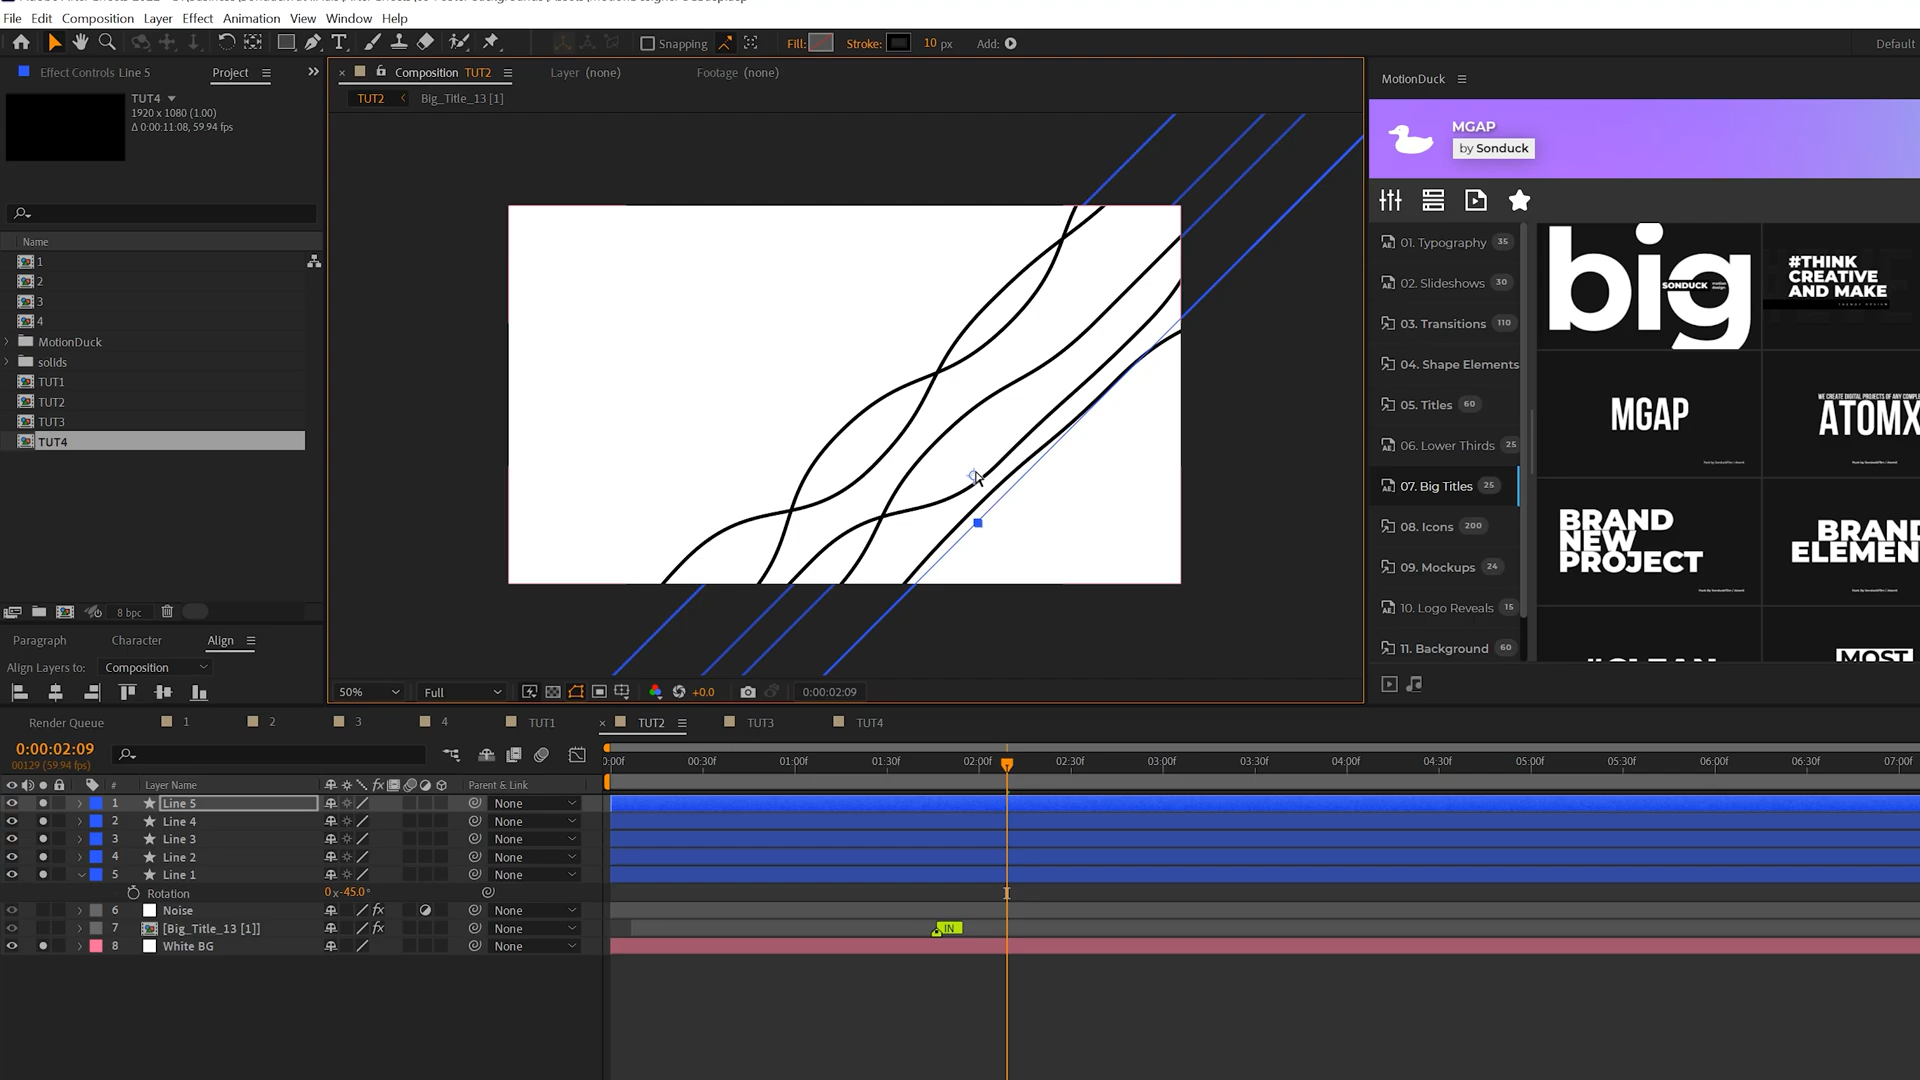 File Edit Composition Layer Effect Animation View Window Help
Snapping Fill: Stroke: 10 px Add: Default
Effect Controls Line 5 Project
Composition TUT2 Layer (none) Footage (none)
TUT2 Big_Title_13 [1]
TUT4
1920 x 1080 (1.00)
Δ 0:00:11:08, 59.94 fps
Name
1
2
3
4
MotionDuck
solids
TUT1
TUT2
TUT3
TUT4
8 bpc
Paragraph Character Align
Align Layers to: Composition
50% Full +0.0 0:00:02:09
MotionDuck
MGAP
by Sonduck
01. Typography 35
02. Slideshows 30
03. Transitions 110
04. Shape Elements
05. Titles 60
06. Lower Thirds 25
07. Big Titles 25
08. Icons 200
09. Mockups 24
10. Logo Reveals 15
11. Background 60
big
SONDUCK
#THINK
CREATIVE
AND MAKE
MGAP
ATOMX
BRAND
NEW
PROJECT
BRAND
ELEMEN
MOST
Render Queue 1 2 3 4 TUT1 TUT2 TUT3 TUT4
0:00:02:09
00129 (59.94 fps)
:00f 00:30f 01:00f 01:30f 02:00f 02:30f 03:00f 03:30f 04:00f 04:30f 05:00f 05:30f 06:00f 06:30f 07:00f
# Layer Name fx Parent & Link
1 Line 5 None
2 Line 4 None
3 Line 3 None
4 Line 2 None
5 Line 1 None
Rotation 0x-45.0°
6 Noise fx None
7 [Big_Title_13 [1]] fx None IN
8 White BG None